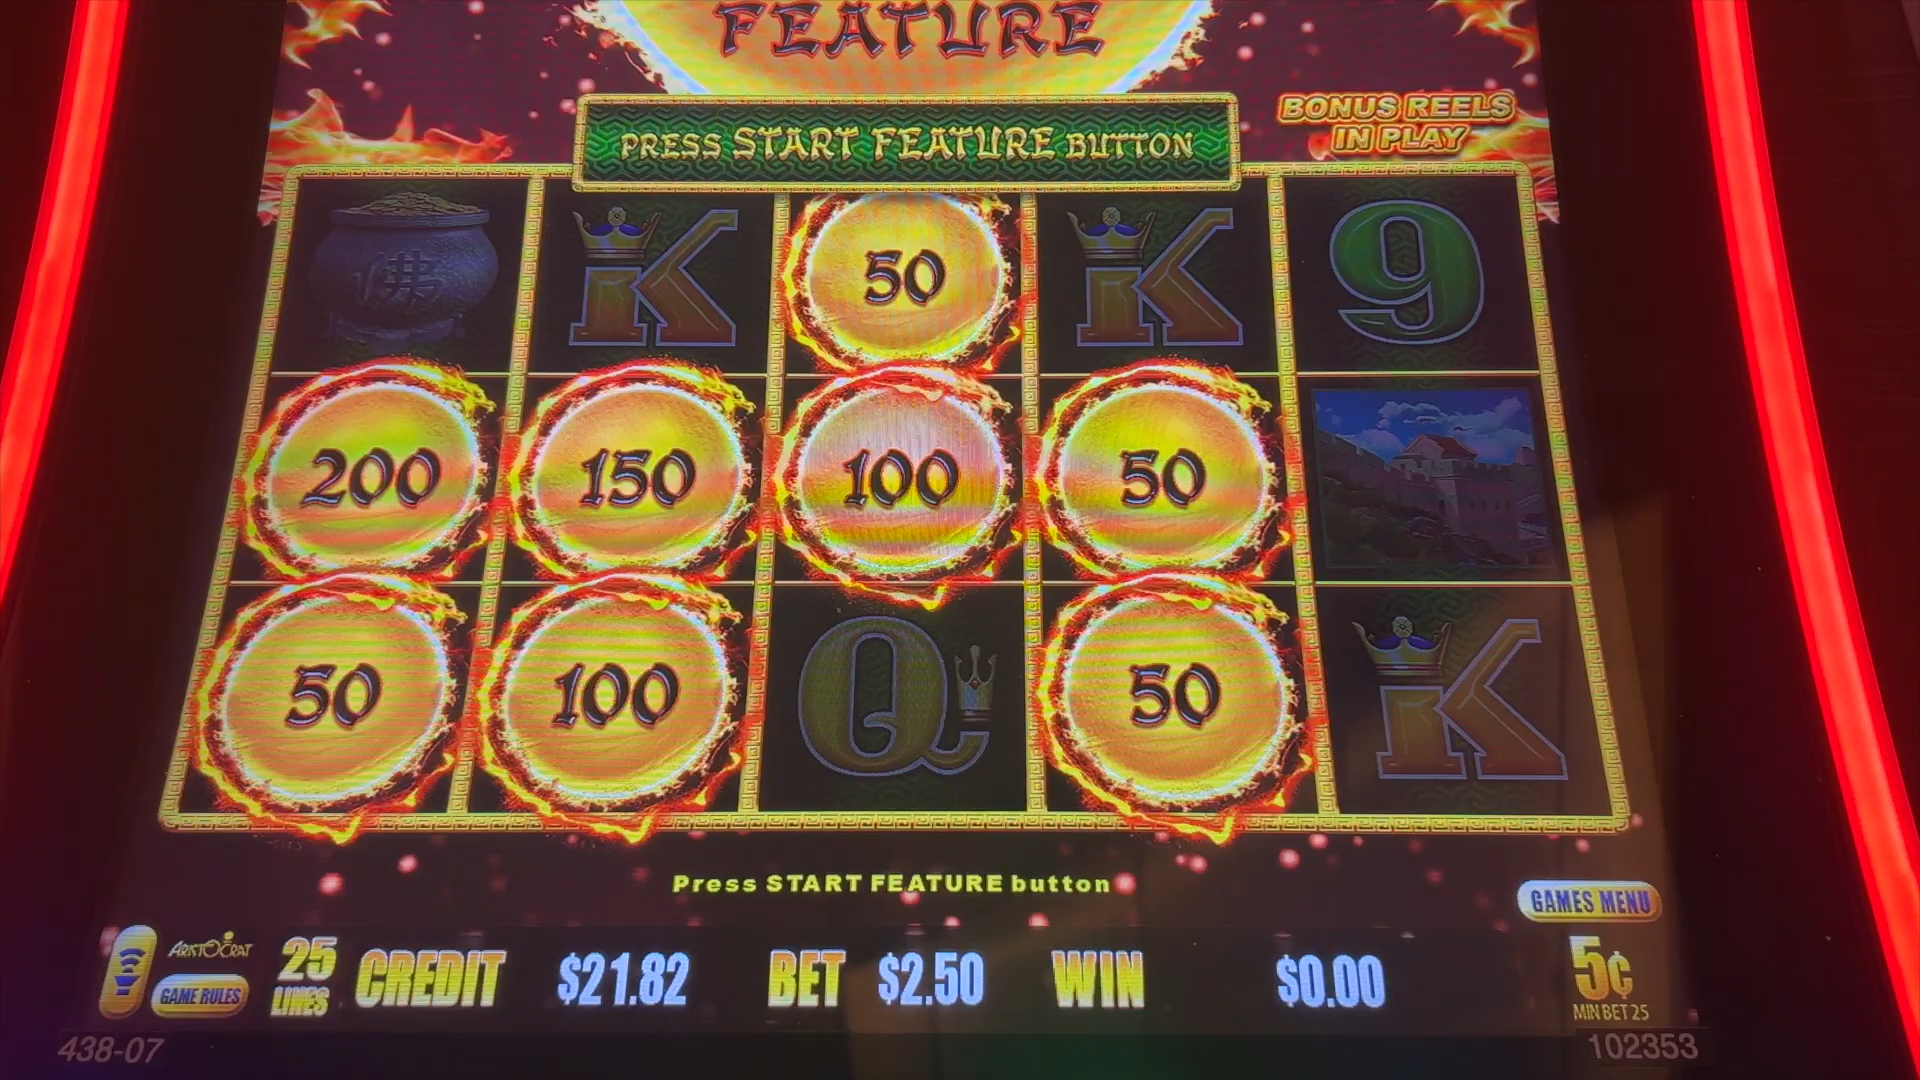 FEATURE
BONUS REELS
IN PLAY
PRESS START FEATURE BUTTON
佛
K
50
K
9
200
150
100
50
50
100
Q
50
K
Press START FEATURE button
GAMES MENU
ARISTOCRAT
GAME RULES
25
LINES
CREDIT
$21.82
BET
$2.50
WIN
$0.00
5¢
MIN BET 25
438-07
102353